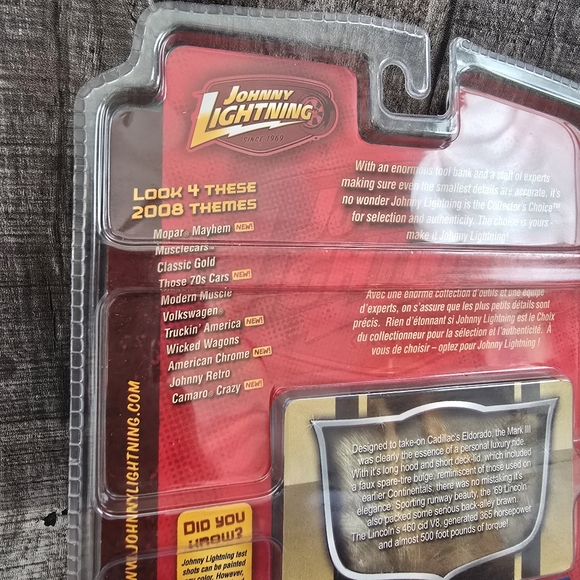 JOHNNY
LIGHTNING
SINCE 1969
LOOK 4 THESE
2008 THEMES
Mopar® Mayhem NEW!
Musclecars™
Classic Gold
Those 70s Cars NEW!
Modern Muscle
Volkswagen®
Truckin' America NEW!
Wicked Wagons
American Chrome NEW!
Johnny Retro
Camaro® Crazy NEW!
With an enormous tool bank and a staff of experts
making sure even the smallest details are accurate, it's
no wonder Johnny Lightning is the Collector's Choice™
for selection and authenticity. The choice is yours -
make it Johnny Lightning!
Avec une énorme collection d'outils et une équipe
d'experts, on s'assure que les plus petits détails sont
précis. Rien d'étonnant si Johnny Lightning est le Choix
du collectionneur pour la sélection et l'authenticité. À
vous de choisir – optez pour Johnny Lightning !
Designed to take-on Cadillac's Eldorado, the Mark III
was clearly the essence of a personal luxury ride.
With it's long hood and short deck-lid, which included
a faux spare-tire bulge, reminiscent of those used on
earlier Continentals, there was no mistaking it's
elegance. Sporting runway beauty, the '69 Lincoln
also packed some serious back-alley brawn.
The Lincoln's 460 cid V8, generated 365 horsepower
and almost 500 foot pounds of torque!
WW.JOHNNYLIGHTNING.COM
DID YOU
KNOW?
Johnny Lightning test
shots can be painted
any color. However,